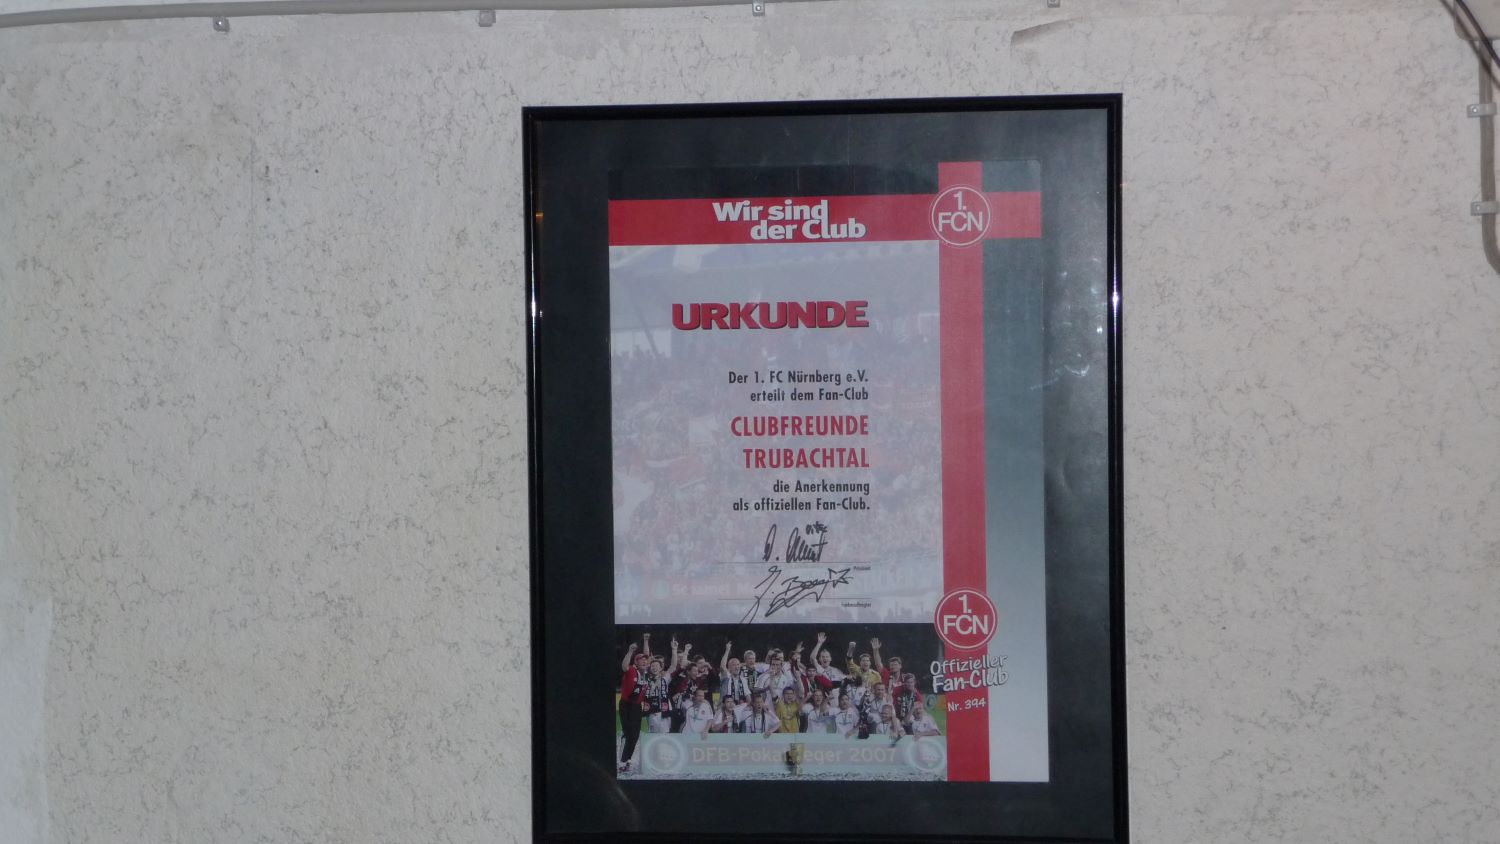 Wir sind
der Club
1.
FCN
URKUNDE
Der 1. FC Nürnberg e.V.
erteilt dem Fan-Club
CLUBFREUNDE
TRUBACHTAL
die Anerkennung
als offiziellen Fan-Club.
Präsident
1.
FCN
Offizieller
Fan-Club
Nr. 394
DFB-Pokalsieger 2007